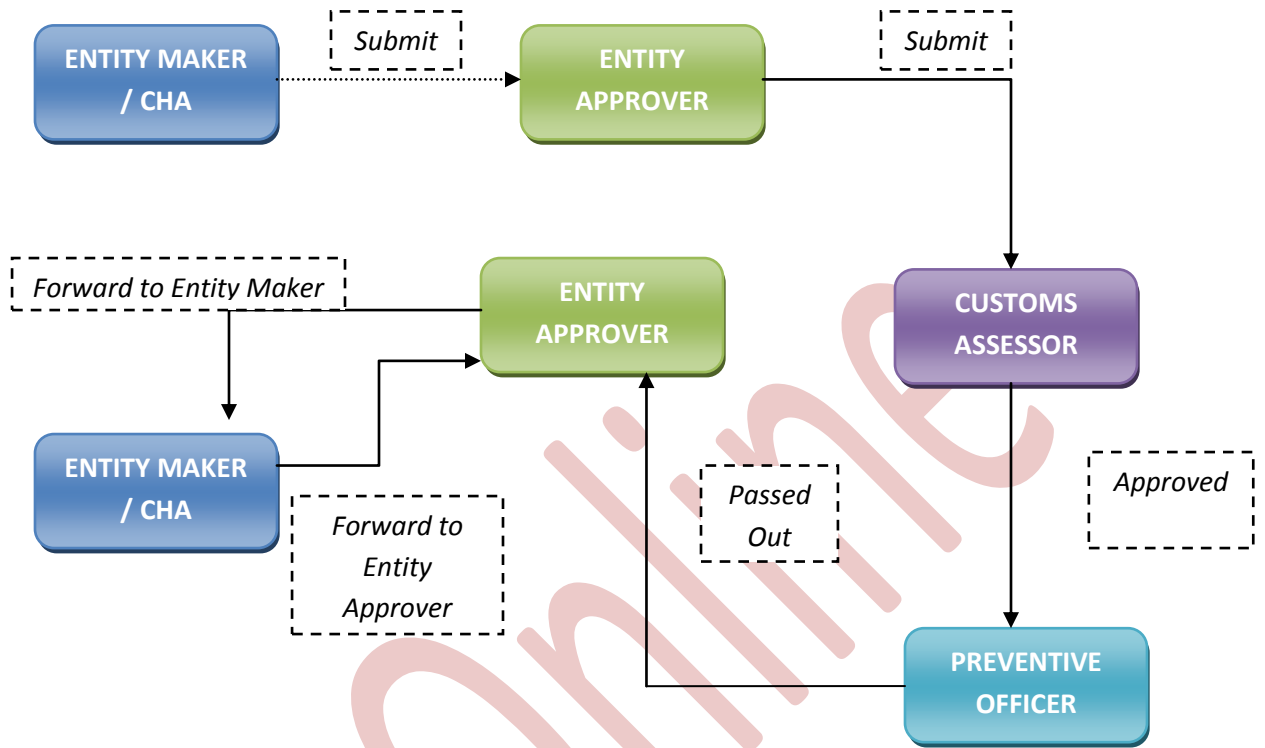 ENTITY MAKER
/ CHA
Submit
ENTITY
APPROVER
Submit
Forward to Entity Maker
ENTITY
APPROVER
CUSTOMS
ASSESSOR
ENTITY MAKER
/ CHA
Forward to
Entity
Approver
Passed
Out
Approved
PREVENTIVE
OFFICER
Online